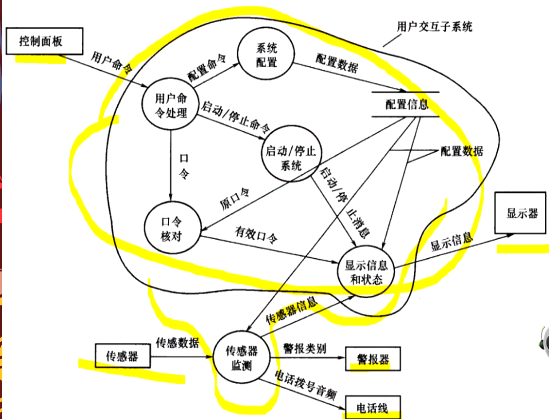 用户交互子系统
控制面板
用户命令
系统
配置
配置命令
配置数据
用户命
令处理
配置信息
启动/停止命令
启动/停止
系统
配置数据
口
令
原口令
启动/停止消息
口令
核对
有效口令
显示信息
和状态
显示信息
显示器
传感器信息
传感数据
传感器
传感器
监测
警报类别
警报器
电话拨号音频
电话线